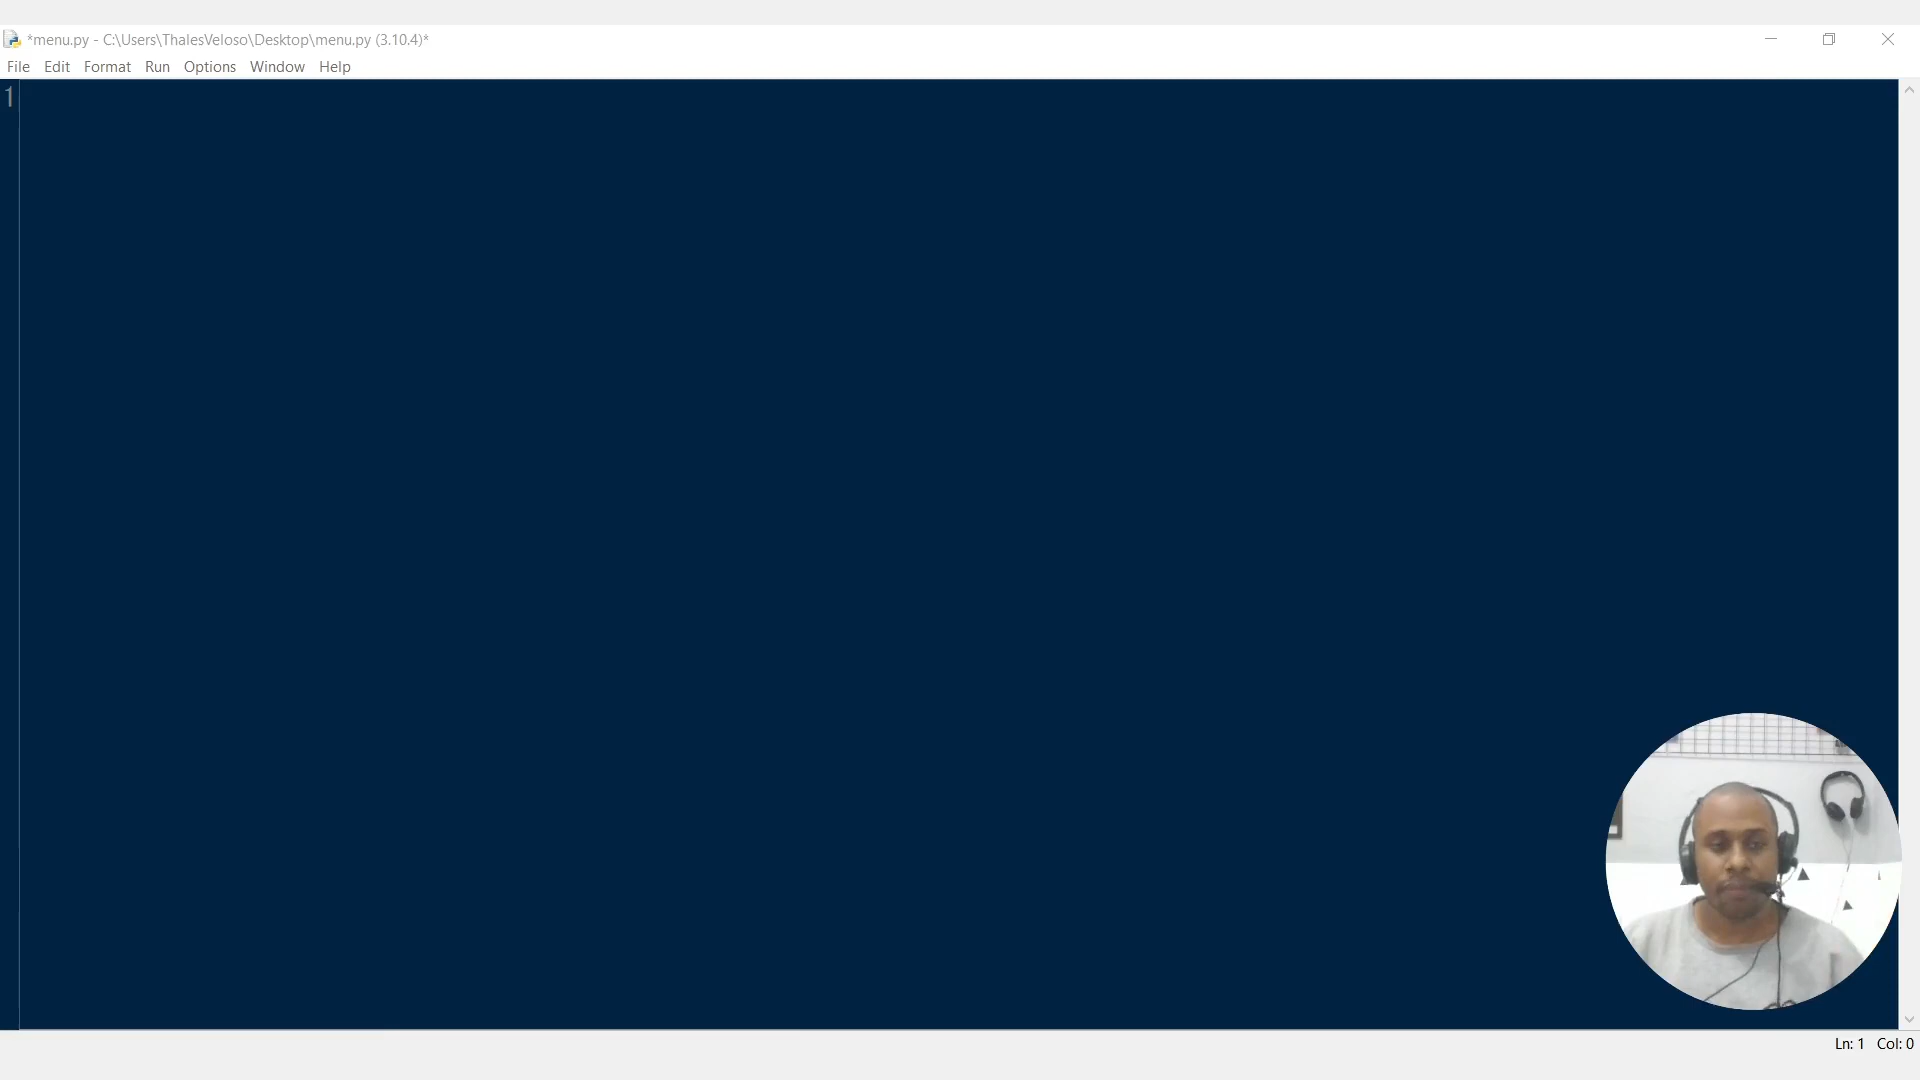 *menu.py - C:\Users\ThalesVeloso\Desktop\menu.py (3.10.4)*
File Edit Format Run Options Window Help
1
Ln: 1 Col: 0